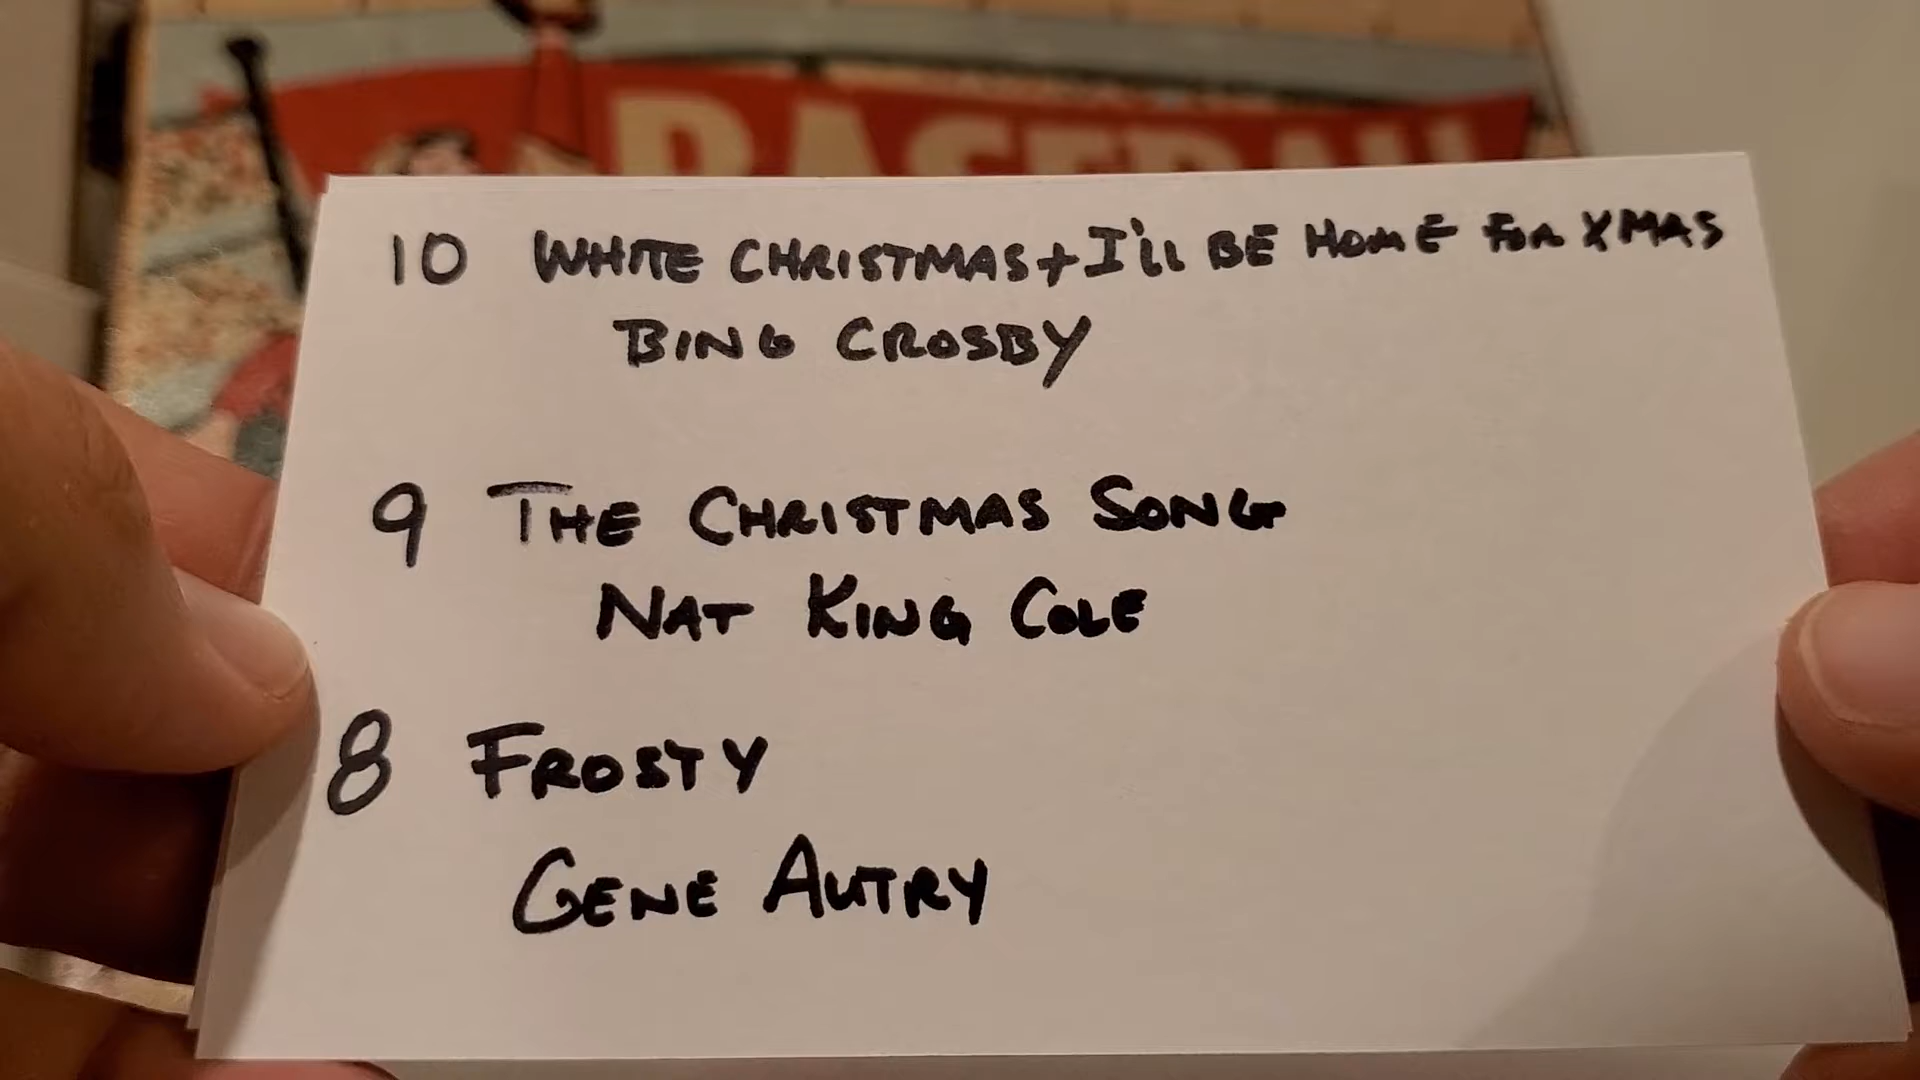 BASEBALL
10 WHITE CHRISTMAS + I'll BE HOME FOR XMAS
BING CROSBY
9 THE CHRISTMAS SONG
NAT KING COLE
8 FROSTY
GENE AUTRY